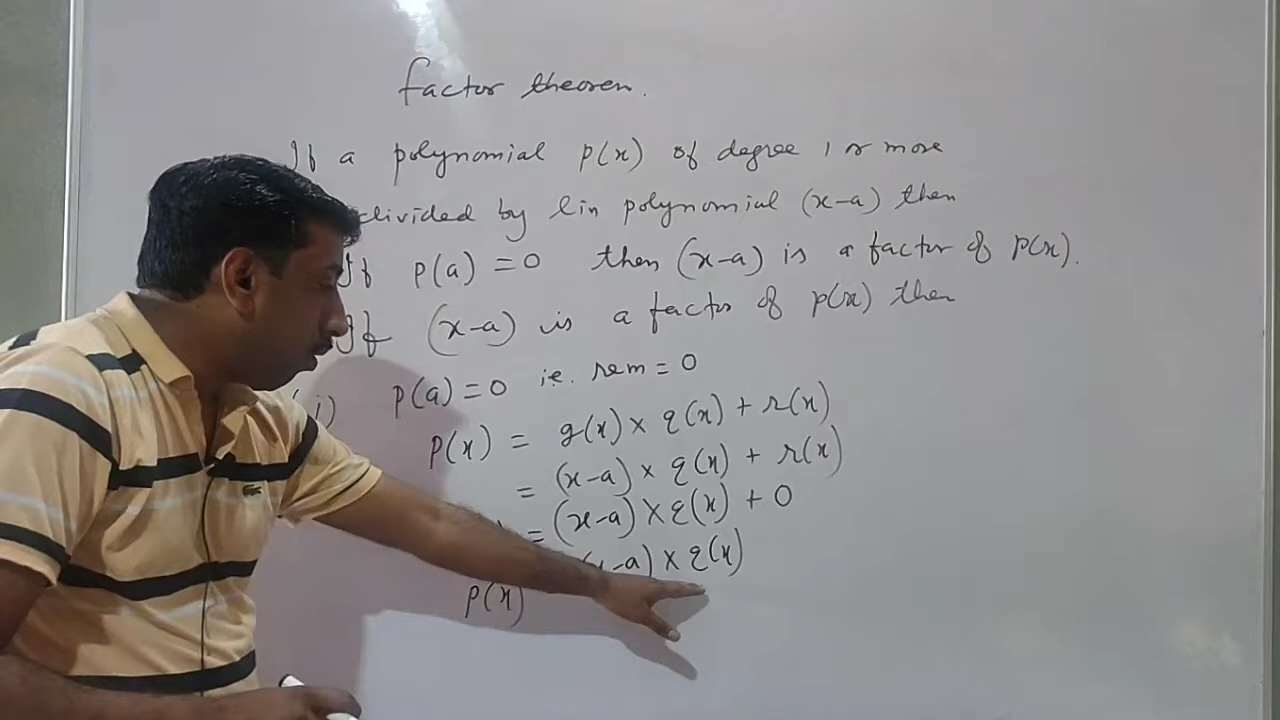 factor theorem.
If a polynomial p(x) of degree 1 or more
divided by lin polynomial (x-a) then
If p(a) = 0 then (x-a) is a factor of p(x).
If (x-a) is a factor of p(x) then
p(a) = 0 i.e. rem = 0
(i)
p(x) = g(x) × q(x) + r(x)
= (x-a) × q(x) + r(x)
= (x-a) × q(x) + 0
p(x) (x-a) × q(x)